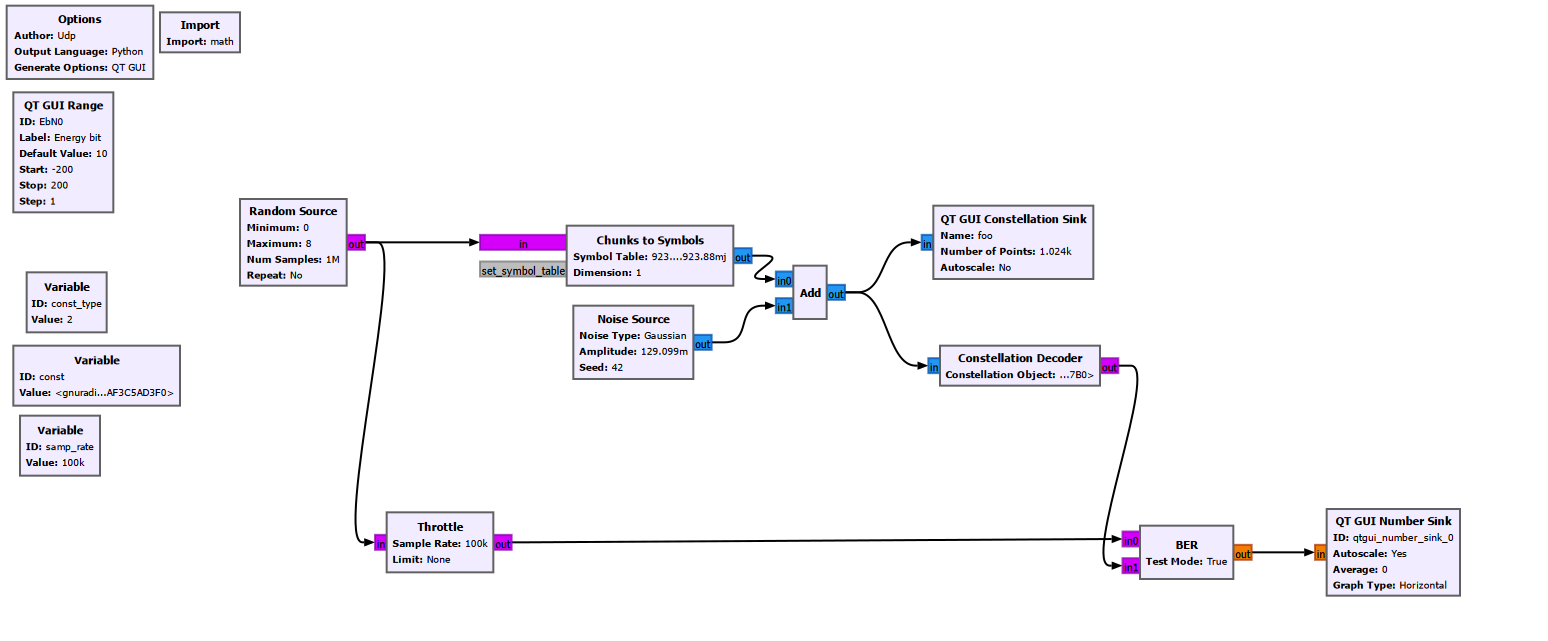 Options
Author: Udp
Output Language: Python
Generate Options: QT GUI
Import
Import: math
QT GUI Range
ID: EbN0
Label: Energy bit
Default Value: 10
Start: -200
Stop: 200
Step: 1
Variable
ID: const_type
Value: 2
Variable
ID: const
Value: <gnuradi...AF3C5AD3F0>
Variable
ID: samp_rate
Value: 100k
Random Source
Minimum: 0
Maximum: 8
Num Samples: 1M
Repeat: No
out
in
set_symbol_table
Chunks to Symbols
Symbol Table: 923....923.88mj
Dimension: 1
out
Noise Source
Noise Type: Gaussian
Amplitude: 129.099m
Seed: 42
out
in0
in1
Add
out
in
QT GUI Constellation Sink
Name: foo
Number of Points: 1.024k
Autoscale: No
in
Constellation Decoder
Constellation Object: ...7B0>
out
in
Throttle
Sample Rate: 100k
Limit: None
out
in0
in1
BER
Test Mode: True
out
in
QT GUI Number Sink
ID: qtgui_number_sink_0
Autoscale: Yes
Average: 0
Graph Type: Horizontal